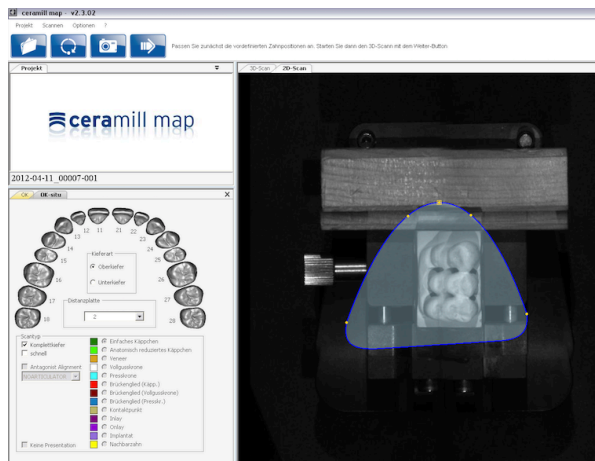 ceramill map - v2.3.02
Projekt Scannen Optionen ?
Passen Sie zunächst die vordefinierten Zahnpositionen an. Starten Sie dann den 3D-Scann mit dem Weiter-Button
Projekt
3D-Scan 2D-Scan
ceramill map
2012-04-11_00007-001
OK OK-situ X
13 12 11 21 22 23
14 24
15 25
16 26
17 27
18 28
Kieferart
Oberkiefer
Unterkiefer
Distanzplatte
2
Scantyp
Komplettkiefer
schnell
Antagonist Alignment
Keine Presentation
Einfaches Käppchen
Anatomisch reduziertes Käppchen
Veneer
Vollgusskrone
Presskrone
Brückenglied (Käpp.)
Brückenglied (Vollgusskrone)
Brückenglied (Presskr.)
Kontaktpunkt
Inlay
Onlay
Implantat
Nachbarzahn